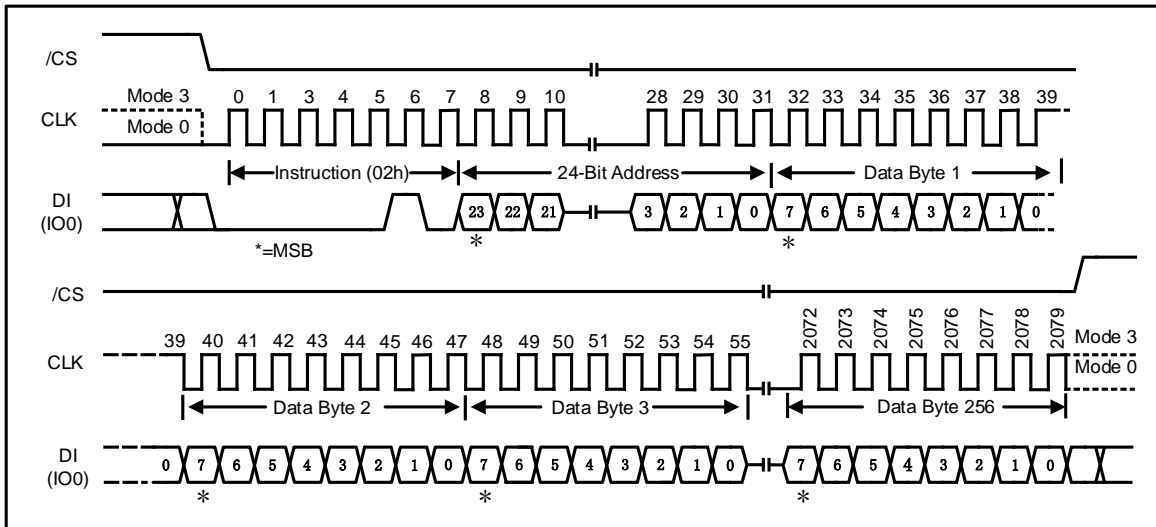 /CS
Mode 3
0 1 3 4 5 6 7 8 9 10 28 29 30 31 32 33 34 35 36 37 38 39
CLK
Mode 0
Instruction (02h) 24-Bit Address Data Byte 1
DI
(IO0)
23 22 21 3 2 1 0 7 6 5 4 3 2 1 0
* *
*=MSB
/CS
39 40 41 42 43 44 45 46 47 48 49 50 51 52 53 54 55 2072 2073 2074 2075 2076 2077 2078 2079
Mode 3
CLK
Mode 0
Data Byte 2 Data Byte 3 Data Byte 256
DI
(IO0)
0 7 6 5 4 3 2 1 0 7 6 5 4 3 2 1 0 7 6 5 4 3 2 1 0
* * *